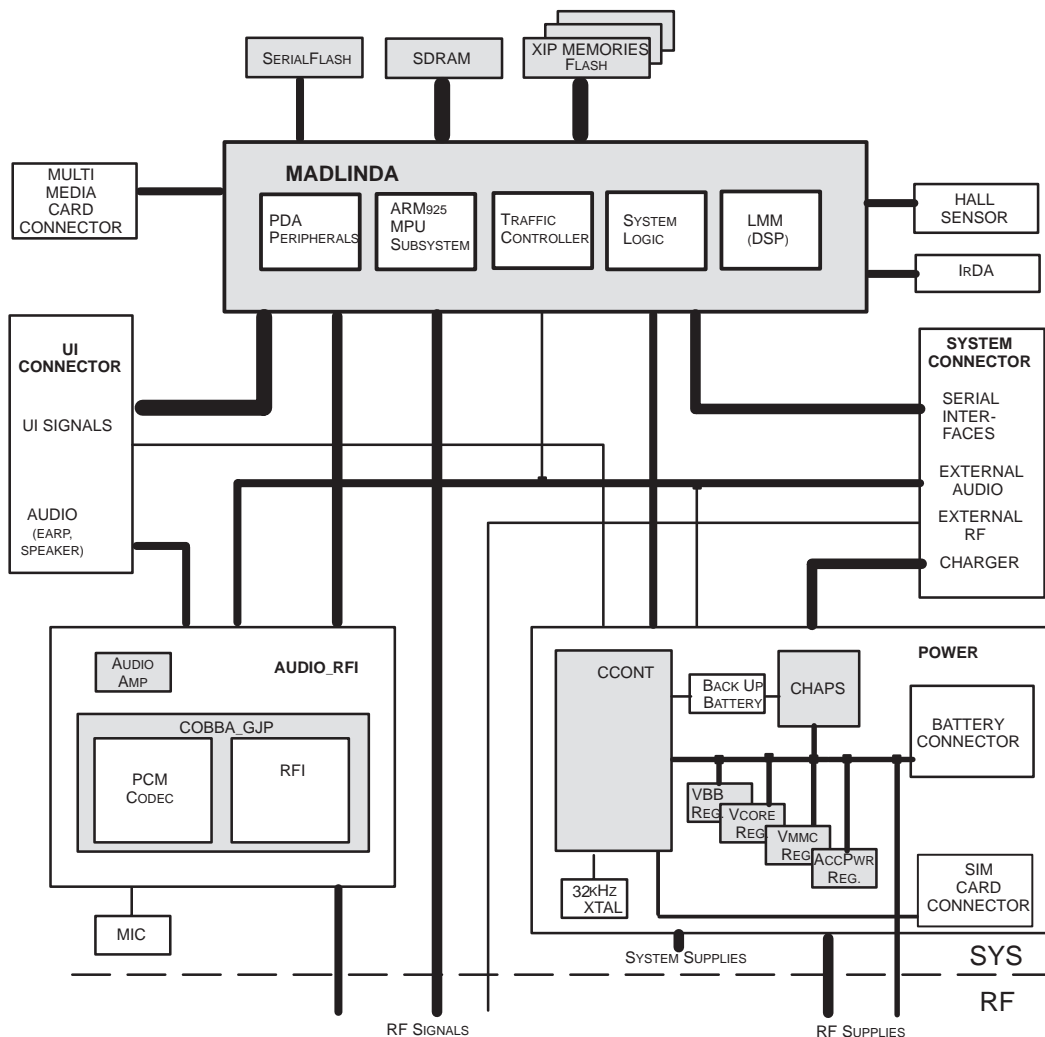 SERIALFLASH
SDRAM
XIP MEMORIES
FLASH
MADLINDA
MULTI
MEDIA
CARD
CONNECTOR
PDA
PERIPHERALS
ARM925
MPU
SUBSYSTEM
TRAFFIC
CONTROLLER
SYSTEM
LOGIC
LMM
(DSP)
HALL
SENSOR
IRDA
UI
CONNECTOR
UI SIGNALS
AUDIO
(EARP,
SPEAKER)
SYSTEM
CONNECTOR
SERIAL
INTER-
FACES
EXTERNAL
AUDIO
EXTERNAL
RF
CHARGER
AUDIO
AMP
AUDIO_RFI
COBBA_GJP
PCM
CODEC
RFI
MIC
POWER
CCONT
BACK UP
BATTERY
CHAPS
BATTERY
CONNECTOR
VBB
REG.
VCORE
REG.
VMMC
REG.
ACCPWR
REG.
32KHZ
XTAL
SIM
CARD
CONNECTOR
SYSTEM SUPPLIES
SYS
RF
RF SIGNALS
RF SUPPLIES